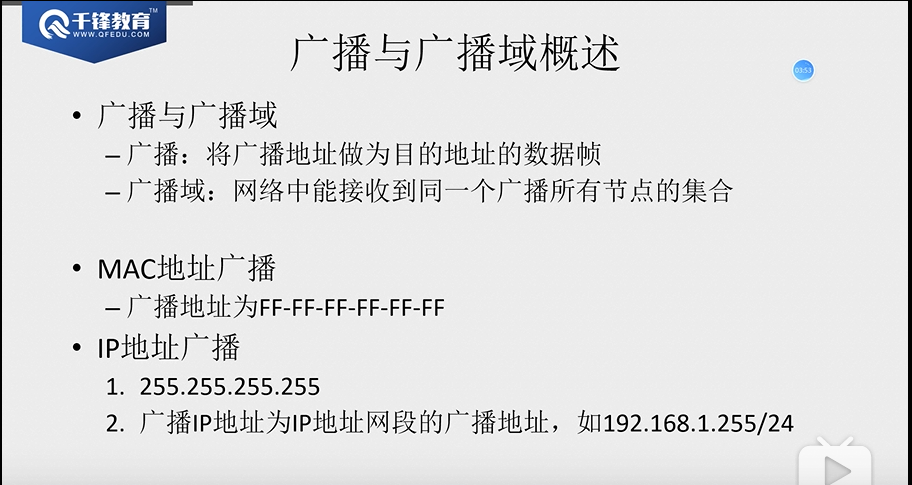 千锋教育TM
WWW.QFEDU.COM
广播与广播域概述
03:53
• 广播与广播域
– 广播：将广播地址做为目的地址的数据帧
– 广播域：网络中能接收到同一个广播所有节点的集合
• MAC地址广播
– 广播地址为FF-FF-FF-FF-FF-FF
• IP地址广播
1. 255.255.255.255
2. 广播IP地址为IP地址网段的广播地址，如192.168.1.255/24